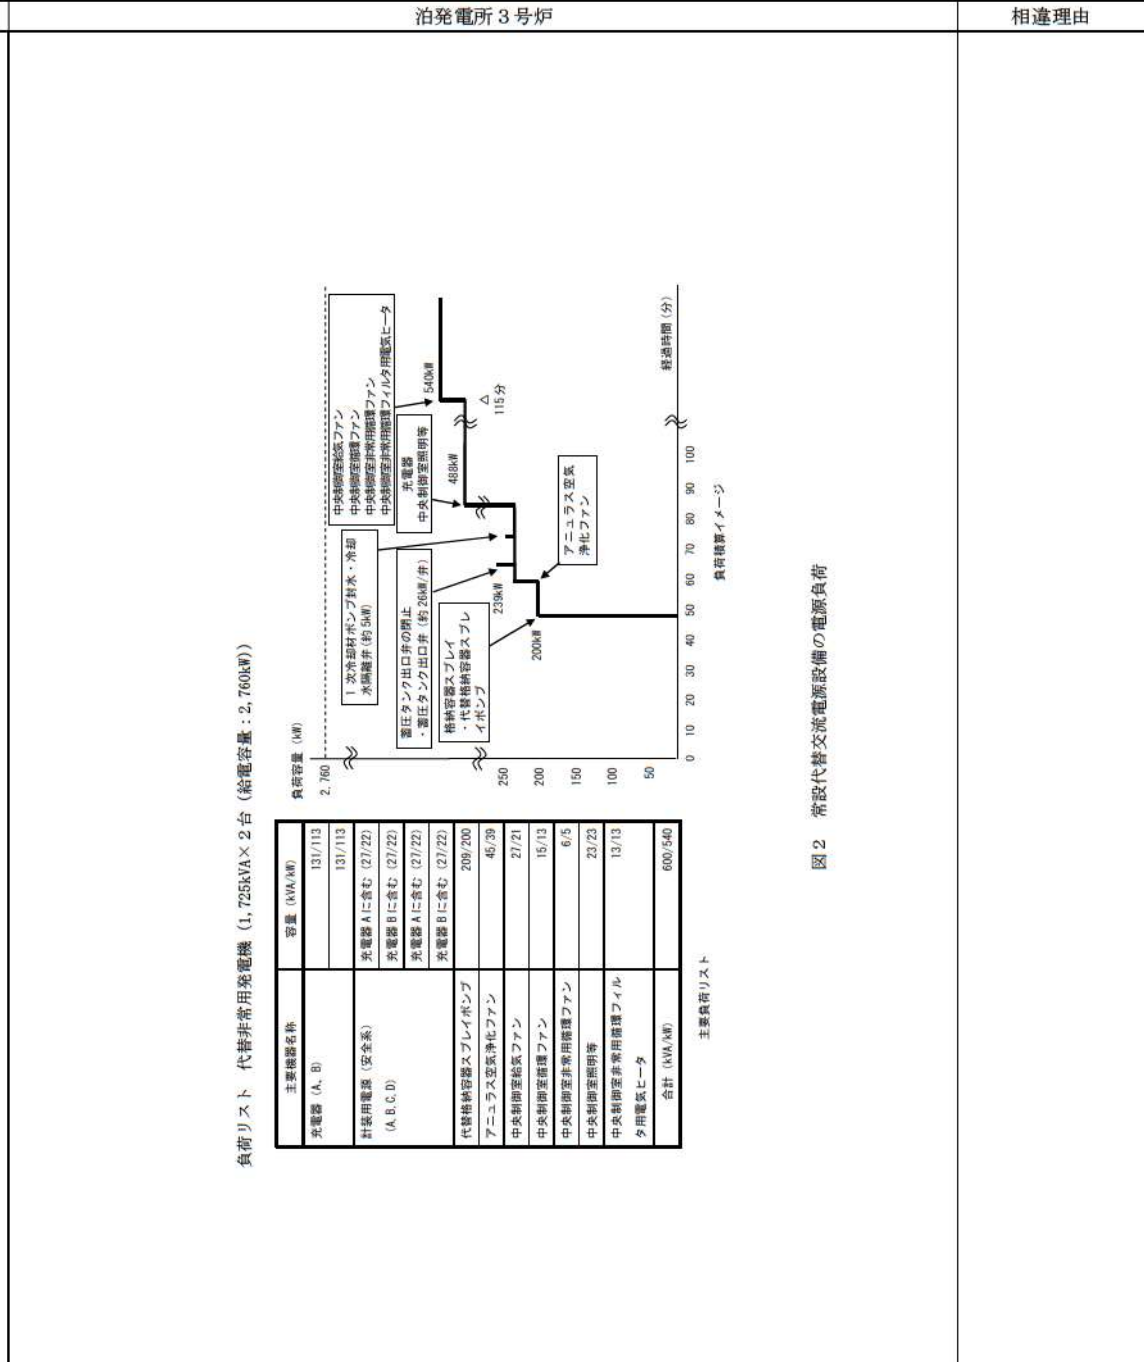 泊発電所3号炉
相違理由
負荷リスト 代替非常用発電機(1,725kVA×2台(給電容量:2,760kW))
主要機器名称 容量(kVA/kW)
充電器(A、B) 131/113
131/113
計装用電源(安全系) 充電器Aに含む(27/22)
(A,B,C,D) 充電器Bに含む(27/22)
充電器Aに含む(27/22)
充電器Bに含む(27/22)
代替格納容器スプレイポンプ 209/200
アニュラス空気浄化ファン 45/39
中央制御室給気ファン 27/21
中央制御室循環ファン 15/13
中央制御室非常用循環ファン 6/5
中央制御室照明等 23/23
中央制御室非常用循環フィル 13/13
タ用電気ヒータ
合計(kVA/kW) 600/540
主要負荷リスト
負荷容量(kW)
2,760
250
200
150
100
50
0 10 20 30 40 50 60 70 80 90 100
経過時間(分)
中央制御室給気ファン
中央制御室循環ファン
中央制御室非常用循環ファン
中央制御室非常用循環フィルタ用電気ヒータ
1次冷却材ポンプ封水・冷却
水隔離弁(約5kW)
充電器
中央制御室照明等
蓄圧タンク出口弁の閉止
・蓄圧タンク出口弁(約26kW/弁)
格納容器スプレイ
・代替格納容器スプレ
イポンプ
アニュラス空気
浄化ファン
200kW
239kW
488kW
540kW
△
115分
負荷積算イメージ
図2 常設代替交流電源設備の電源負荷